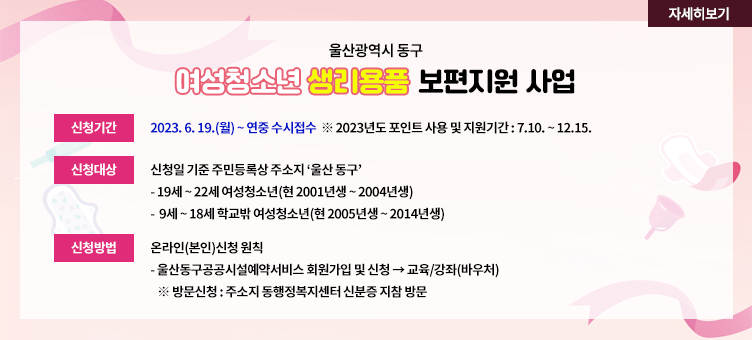 자세히보기
울산광역시 동구
여성청소년 생리용품 보편지원 사업
신청기간 2023. 6. 19.(월) ~ 연중 수시접수 ※ 2023년도 포인트 사용 및 지원기간 : 7.10. ~ 12.15.
신청대상 신청일 기준 주민등록상 주소지 ‘울산 동구’
- 19세 ~ 22세 여성청소년(현 2001년생 ~ 2004년생)
- 9세 ~ 18세 학교밖 여성청소년(현 2005년생 ~ 2014년생)
신청방법 온라인(본인)신청 원칙
- 울산동구공공시설예약서비스 회원가입 및 신청 → 교육/강좌(바우처)
※ 방문신청 : 주소지 동행정복지센터 신분증 지참 방문